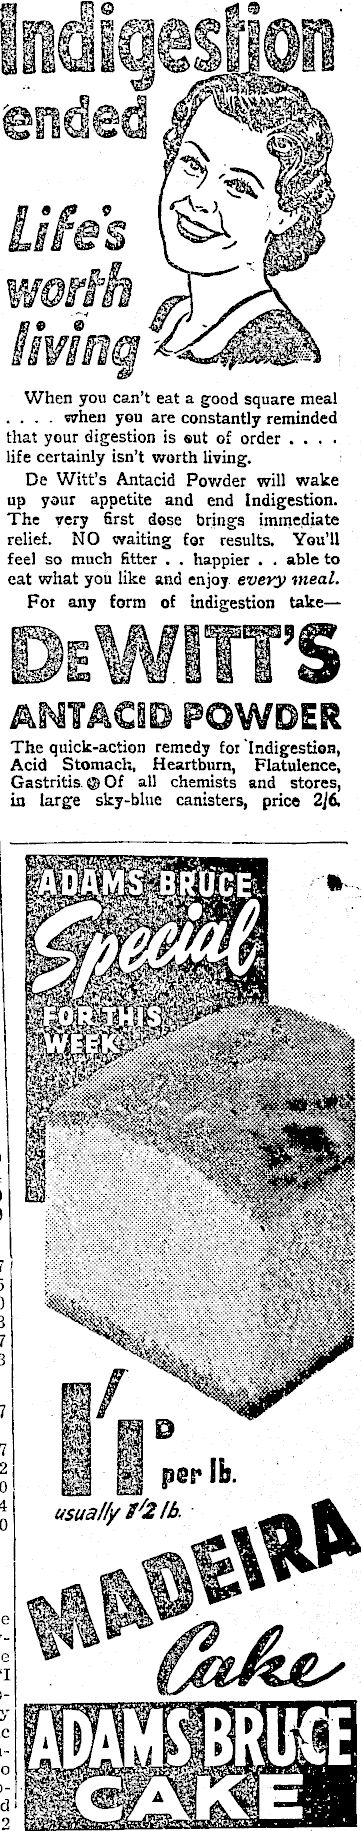 Indigestion
ended
Life's
worth
living
When you can't eat a good square meal
. . . . when you are constantly reminded
that your digestion is out of order . . . .
life certainly isn't worth living.
De Witt's Antacid Powder will wake
up your appetite and end Indigestion.
The very first dose brings immediate
relief. NO waiting for results. You'll
feel so much fitter . . happier . . able to
eat what you like and enjoy every meal.
For any form of indigestion take—
DEWITT'S
ANTACID POWDER
The quick-action remedy for Indigestion,
Acid Stomach, Heartburn, Flatulence,
Gastritis. Of all chemists and stores,
in large sky-blue canisters, price 2/6.
ADAMS BRUCE
Special
FOR THIS
WEEK
1/1D
per lb.
usually 1/2 lb.
MADEIRA
Cake
ADAMS BRUCE
CAKE